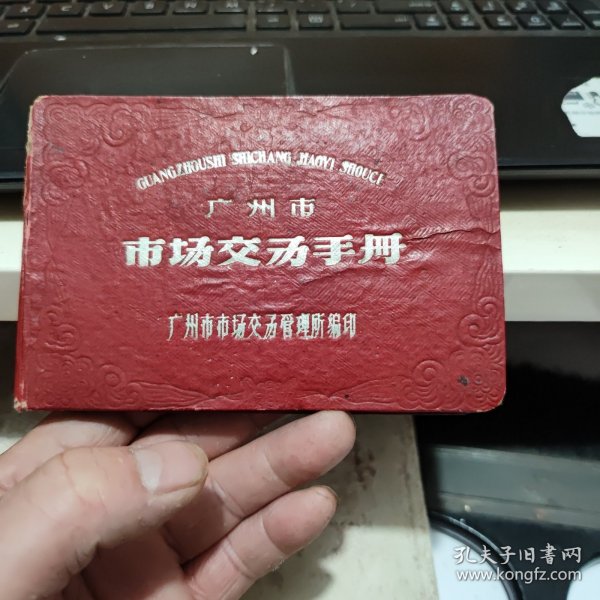 GUANGZHOUSHI SHICHANG JIAOYI SHOUCE
广州市
市场交易手册
广州市市场交易管理所编印
孔夫子旧书网
www.kongfz.com